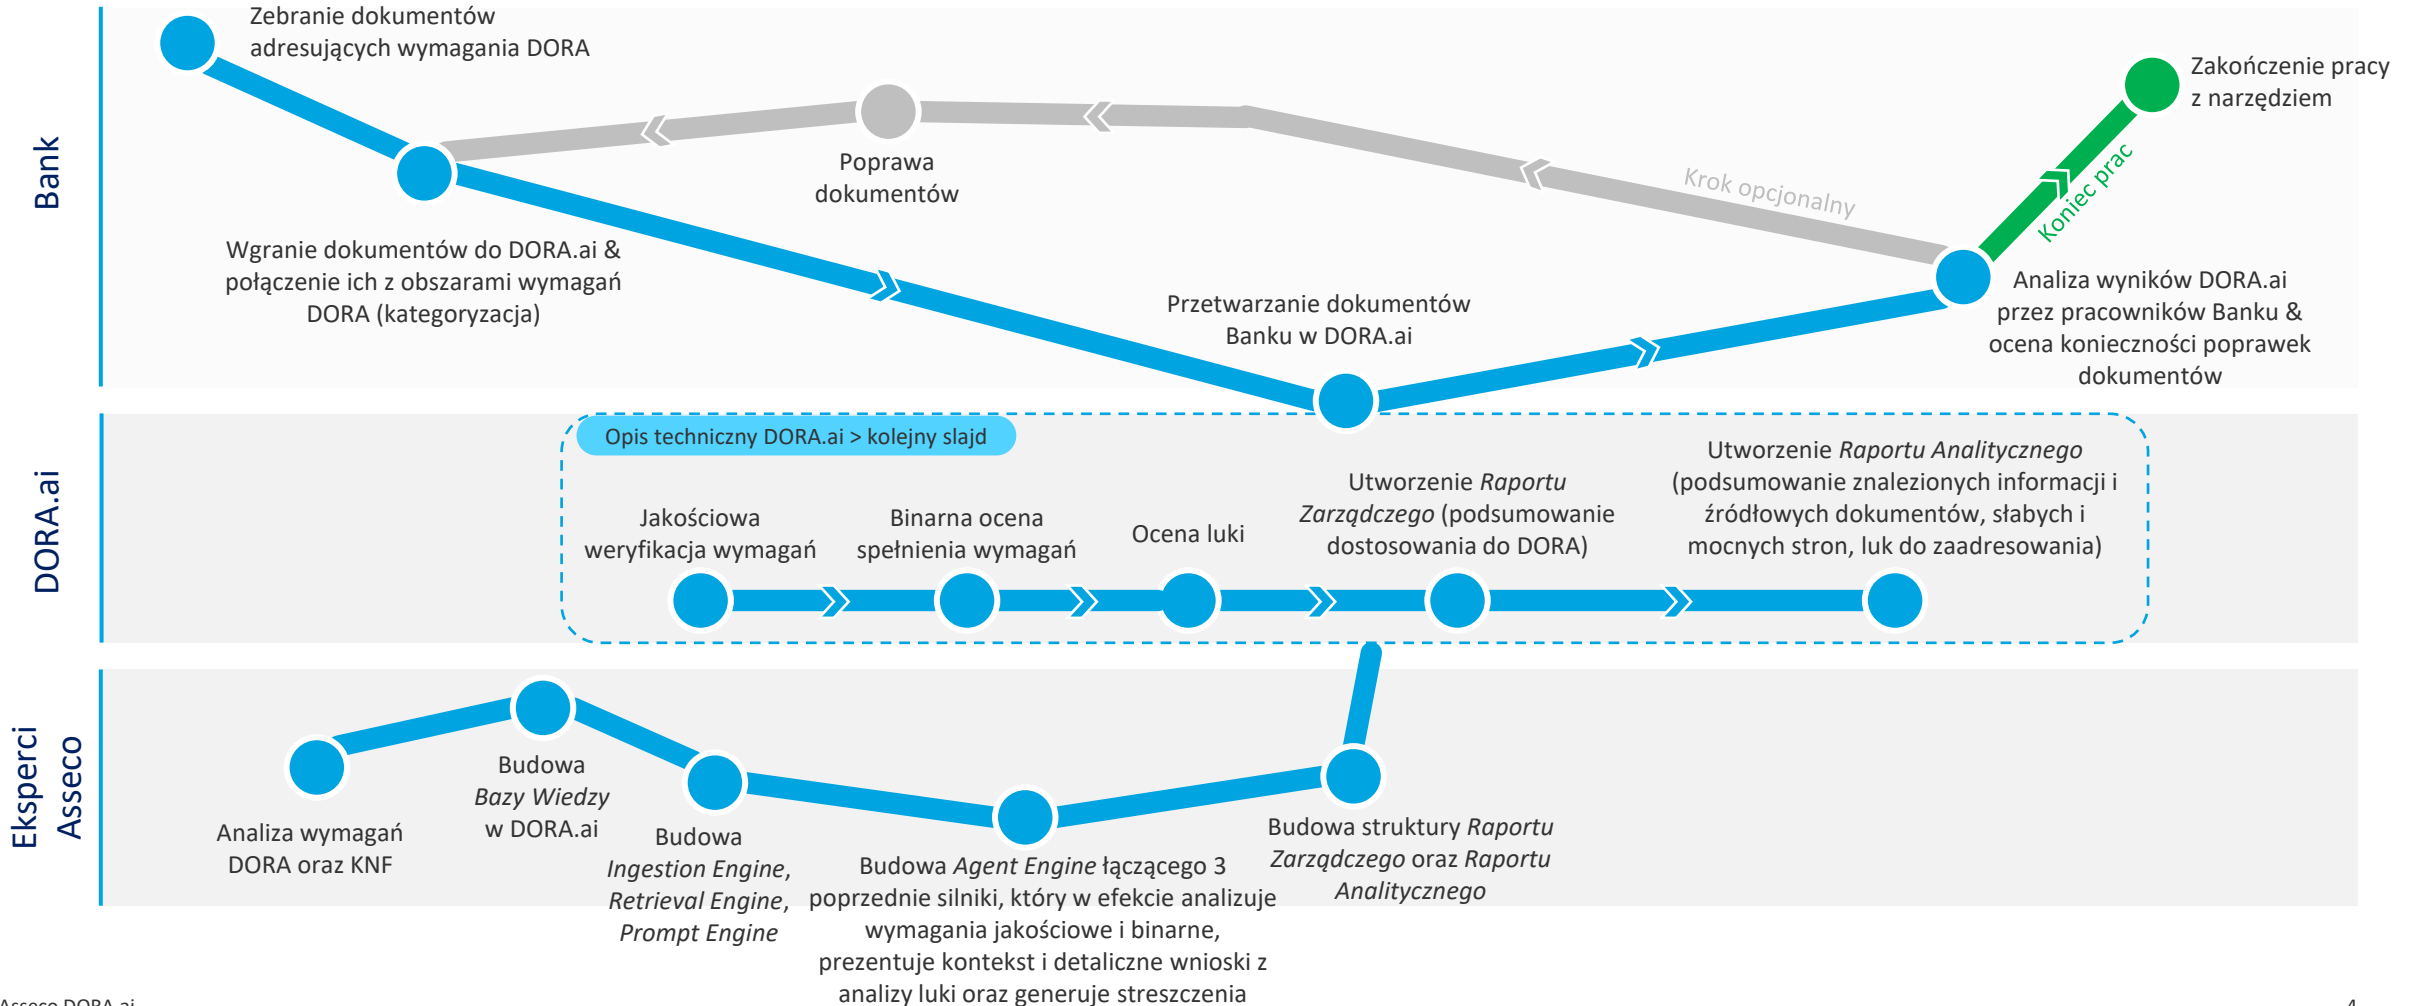 Zebranie dokumentów
adresujących wymagania DORA
Zakończenie pracy
z narzędziem
Bank
Poprawa
dokumentów
Krok opcjonalny
Koniec prac
Wgranie dokumentów do DORA.ai &
połączenie ich z obszarami wymagań
DORA (kategoryzacja)
Przetwarzanie dokumentów
Banku w DORA.ai
Analiza wyników DORA.ai
przez pracowników Banku &
ocena konieczności poprawek
dokumentów
DORA.ai
Opis techniczny DORA.ai > kolejny slajd
Jakościowa
weryfikacja wymagań
Binarna ocena
spełnienia wymagań
Ocena luki
Utworzenie Raportu
Zarządczego (podsumowanie
dostosowania do DORA)
Utworzenie Raportu Analitycznego
(podsumowanie znalezionych informacji i
źródłowych dokumentów, słabych i
mocnych stron, luk do zaadresowania)
Eksperci
Asseco
Analiza wymagań
DORA oraz KNF
Budowa
Bazy Wiedzy
w DORA.ai
Budowa
Ingestion Engine,
Retrieval Engine,
Prompt Engine
Budowa Agent Engine łączącego 3
poprzednie silniki, który w efekcie analizuje
wymagania jakościowe i binarne,
prezentuje kontekst i detaliczne wnioski z
analizy luki oraz generuje streszczenia
Budowa struktury Raportu
Zarządczego oraz Raportu
Analitycznego
Asseco DORA.ai
4